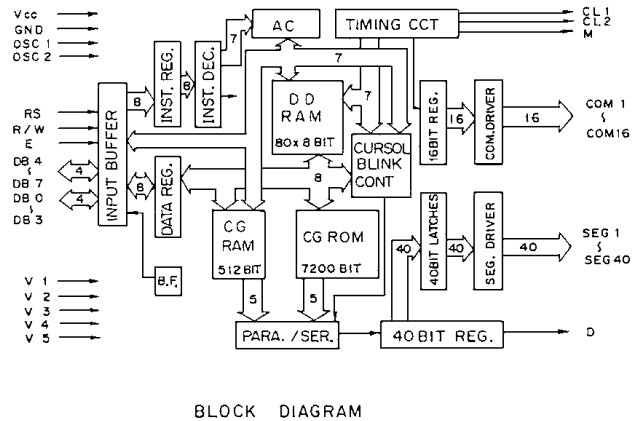 Vcc
GND
OSC 1
OSC 2
RS
R/W
E
DB 4
∫
DB 7
DB 0
∫
DB 3
4
4
V 1
V 2
V 3
V 4
V 5
INPUT BUFFER
8
INST. REG.
8
INST. DEC.
7
AC
TIMING CCT
CL 1
CL 2
M
7
DD
RAM
80x 8 BIT
7
CURSOL
BLINK
CONT
16BIT REG.
16
COM.DRIVER
16
COM 1
∫
COM16
8
DATA REG.
8
B.F.
CG
RAM
512 BIT
CG ROM
7200 BIT
40
40BIT LATCHES
40
SEG. DRIVER
40
SEG 1
∫
SEG 40
5
5
PARA. / SER.
40 BIT REG.
D
BLOCK DIAGRAM